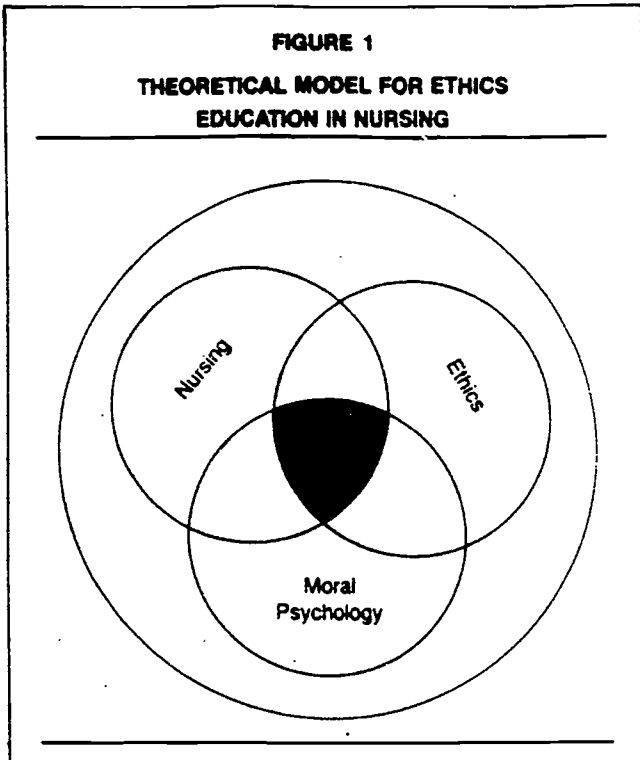 FIGURE 1
THEORETICAL MODEL FOR ETHICS
EDUCATION IN NURSING
Nursing
Ethics
Moral
Psychology